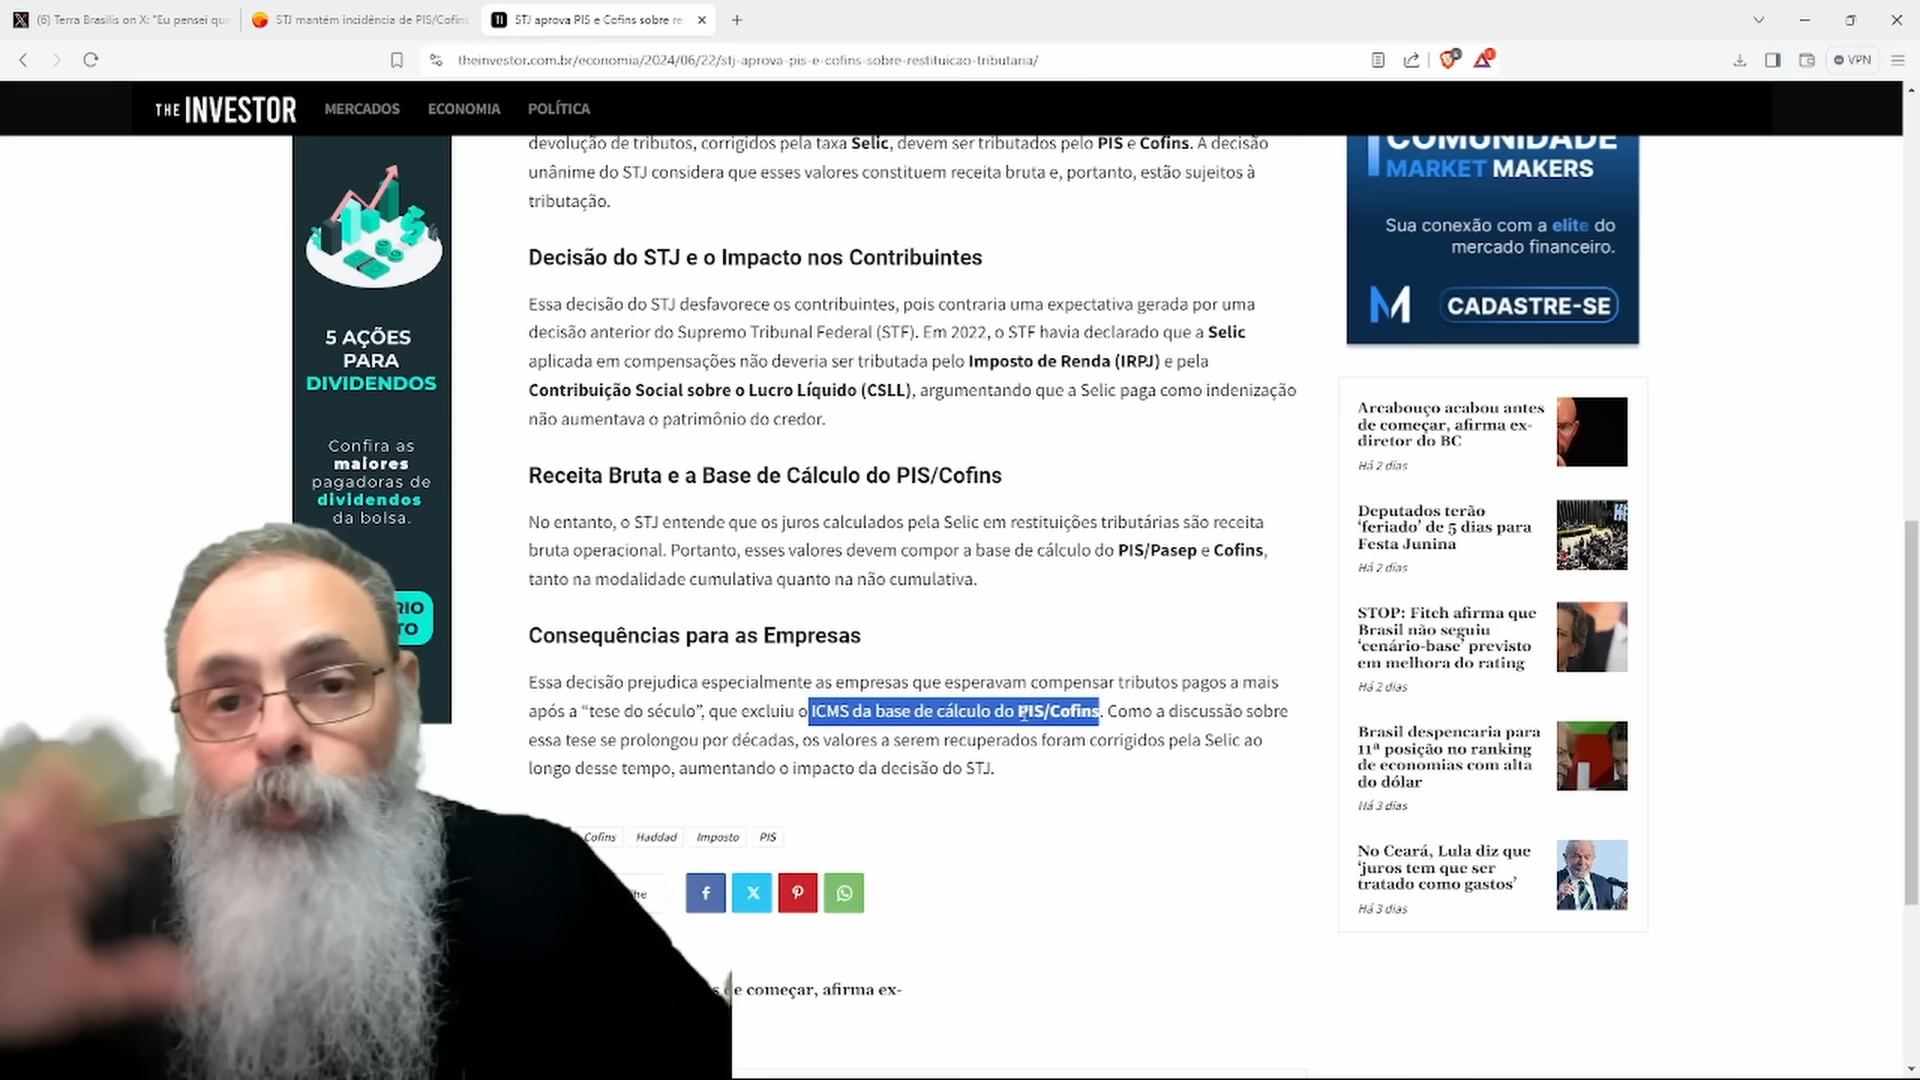 (6) Terra Brasilis on X: "Eu pensei que
STJ mantém incidência de PIS/Cofins
STJ aprova PIS e Cofins sobre re
theinvestor.com.br/economia/2024/06/22/stj-aprova-pis-e-cofins-sobre-restituicao-tributaria/
VPN
THE INVESTOR
MERCADOS
ECONOMIA
POLÍTICA
devolução de tributos, corrigidos pela taxa Selic, devem ser tributados pelo PIS e Cofins. A decisão
unânime do STJ considera que esses valores constituem receita bruta e, portanto, estão sujeitos à
tributação.
Decisão do STJ e o Impacto nos Contribuintes
Essa decisão do STJ desfavorece os contribuintes, pois contraria uma expectativa gerada por uma
decisão anterior do Supremo Tribunal Federal (STF). Em 2022, o STF havia declarado que a Selic
aplicada em compensações não deveria ser tributada pelo Imposto de Renda (IRPJ) e pela
Contribuição Social sobre o Lucro Líquido (CSLL), argumentando que a Selic paga como indenização
não aumentava o patrimônio do credor.
Receita Bruta e a Base de Cálculo do PIS/Cofins
No entanto, o STJ entende que os juros calculados pela Selic em restituições tributárias são receita
bruta operacional. Portanto, esses valores devem compor a base de cálculo do PIS/Pasep e Cofins,
tanto na modalidade cumulativa quanto na não cumulativa.
Consequências para as Empresas
Essa decisão prejudica especialmente as empresas que esperavam compensar tributos pagos a mais
após a “tese do século”, que excluiu o ICMS da base de cálculo do PIS/Cofins. Como a discussão sobre
essa tese se prolongou por décadas, os valores a serem recuperados foram corrigidos pela Selic ao
longo desse tempo, aumentando o impacto da decisão do STJ.
Cofins
Haddad
Imposto
PIS
he
de começar, afirma ex-
5 AÇÕES
PARA
DIVIDENDOS
Confira as
maiores
pagadoras de
dividendos
da bolsa.
RIO
TO
COMUNIDADE
MARKET MAKERS
Sua conexão com a elite do
mercado financeiro.
M
CADASTRE-SE
Arcabouço acabou antes
de começar, afirma ex-
diretor do BC
Há 2 dias
Deputados terão
‘feriado’ de 5 dias para
Festa Junina
Há 2 dias
STOP: Fitch afirma que
Brasil não seguiu
‘cenário-base’ previsto
em melhora do rating
Há 2 dias
Brasil despencaria para
11ª posição no ranking
de economias com alta
do dólar
Há 3 dias
No Ceará, Lula diz que
‘juros tem que ser
tratado como gastos’
Há 3 dias